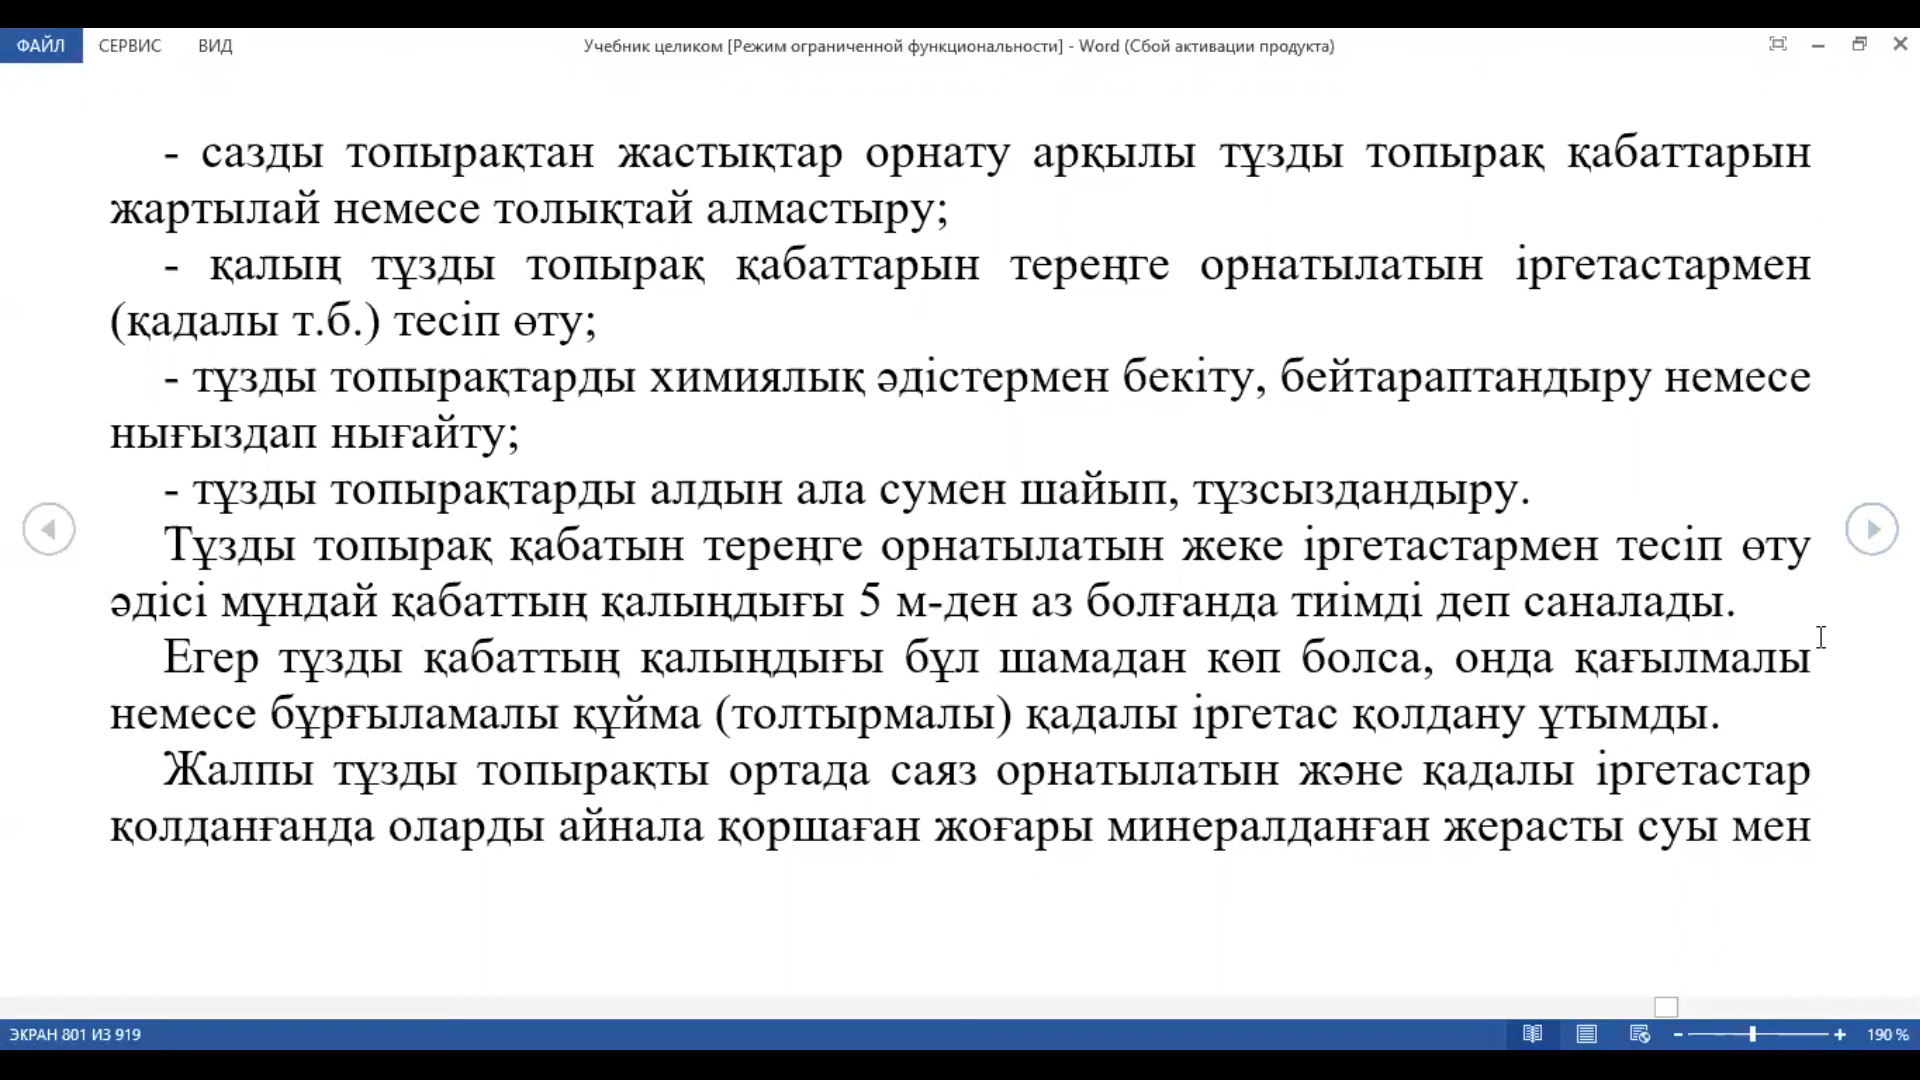 ФАЙЛ СЕРВИС ВИД Учебник целиком [Режим ограниченной функциональности] - Word (Сбой активации продукта)
- сазды топырақтан жастықтар орнату арқылы тұзды топырақ қабаттарын
жартылай немесе толықтай алмастыру;
- қалың тұзды топырақ қабаттарын тереңге орнатылатын іргетастармен
(қадалы т.б.) тесіп өту;
- тұзды топырақтарды химиялық әдістермен бекіту, бейтараптандыру немесе
нығыздап нығайту;
- тұзды топырақтарды алдын ала сумен шайып, тұзсыздандыру.
Тұзды топырақ қабатын тереңге орнатылатын жеке іргетастармен тесіп өту
әдісі мұндай қабаттың қалыңдығы 5 м-ден аз болғанда тиімді деп саналады.
Егер тұзды қабаттың қалыңдығы бұл шамадан көп болса, онда қағылмалы
немесе бұрғыламалы құйма (толтырмалы) қадалы іргетас қолдану ұтымды.
Жалпы тұзды топырақты ортада саяз орнатылатын және қадалы іргетастар
қолданғанда оларды айнала қоршаған жоғары минералданған жерасты суы мен
ЭКРАН 801 ИЗ 919 190 %